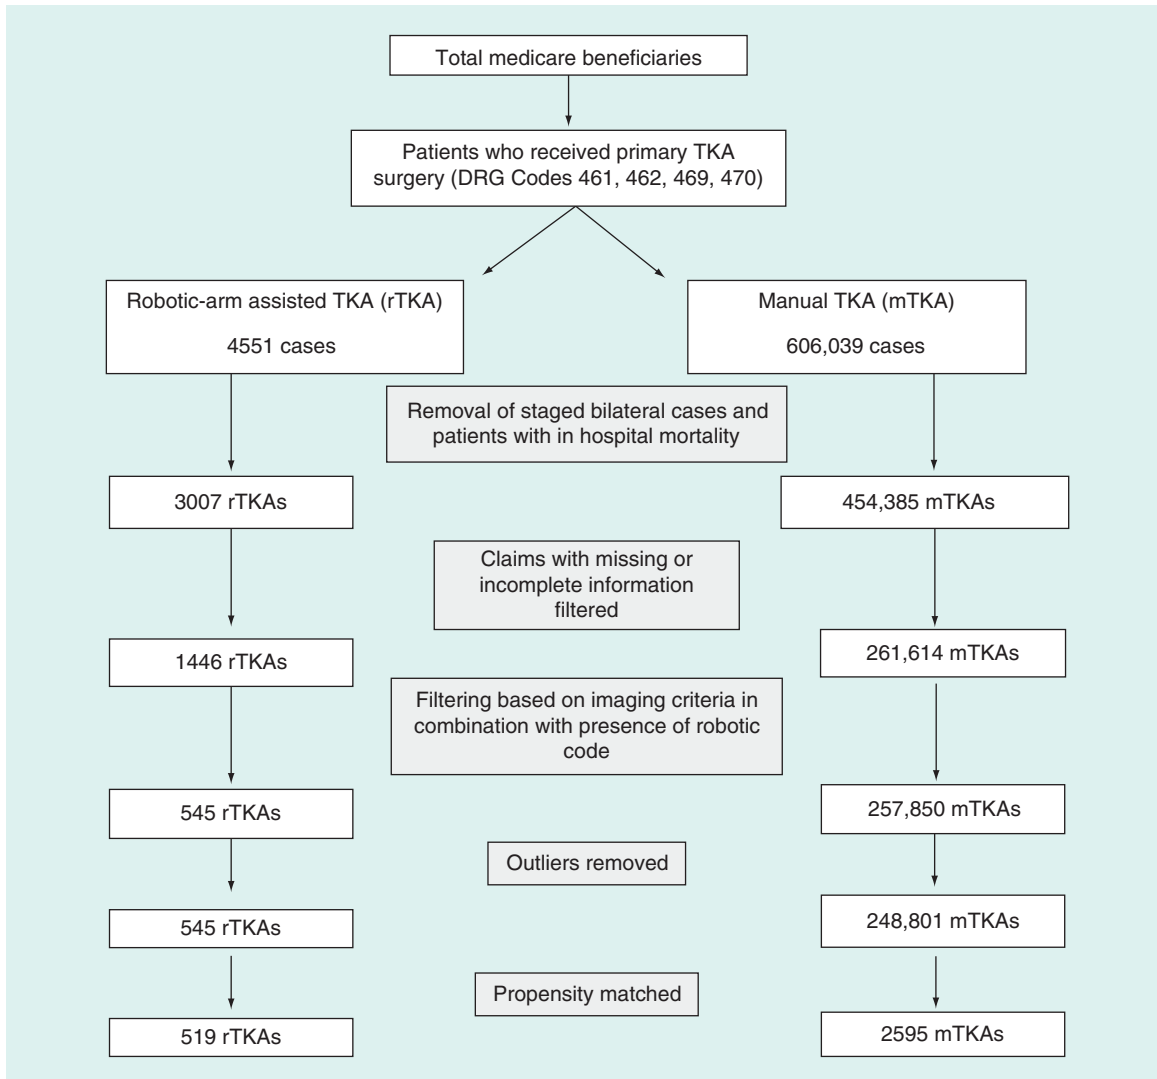 Total medicare beneficiaries
Patients who received primary TKA
surgery (DRG Codes 461, 462, 469, 470)
Robotic-arm assisted TKA (rTKA)
4551 cases
Manual TKA (mTKA)
606,039 cases
Removal of staged bilateral cases and
patients with in hospital mortality
3007 rTKAs
454,385 mTKAs
Claims with missing or
incomplete information
filtered
1446 rTKAs
261,614 mTKAs
Filtering based on imaging criteria in
combination with presence of robotic
code
545 rTKAs
257,850 mTKAs
Outliers removed
545 rTKAs
248,801 mTKAs
Propensity matched
519 rTKAs
2595 mTKAs